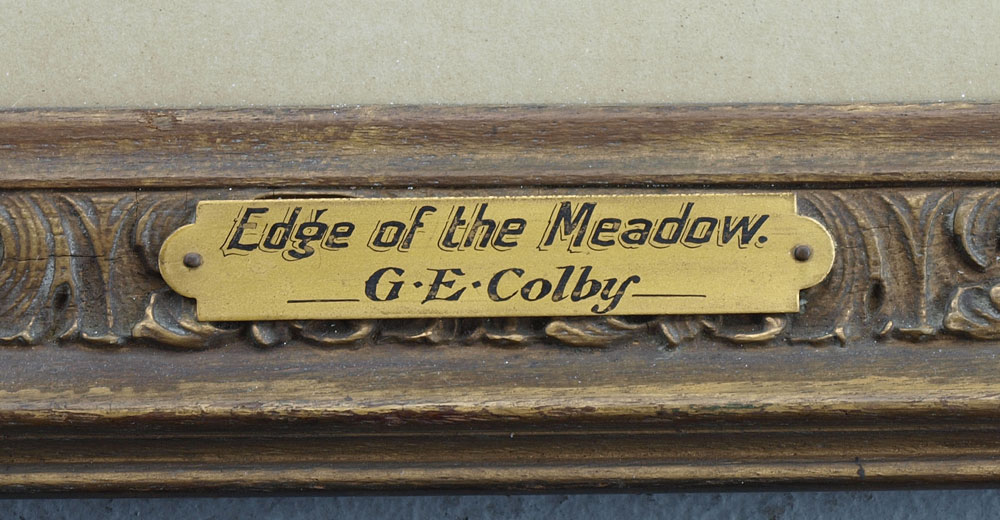 Edge of the Meadow.
G·E·Colby